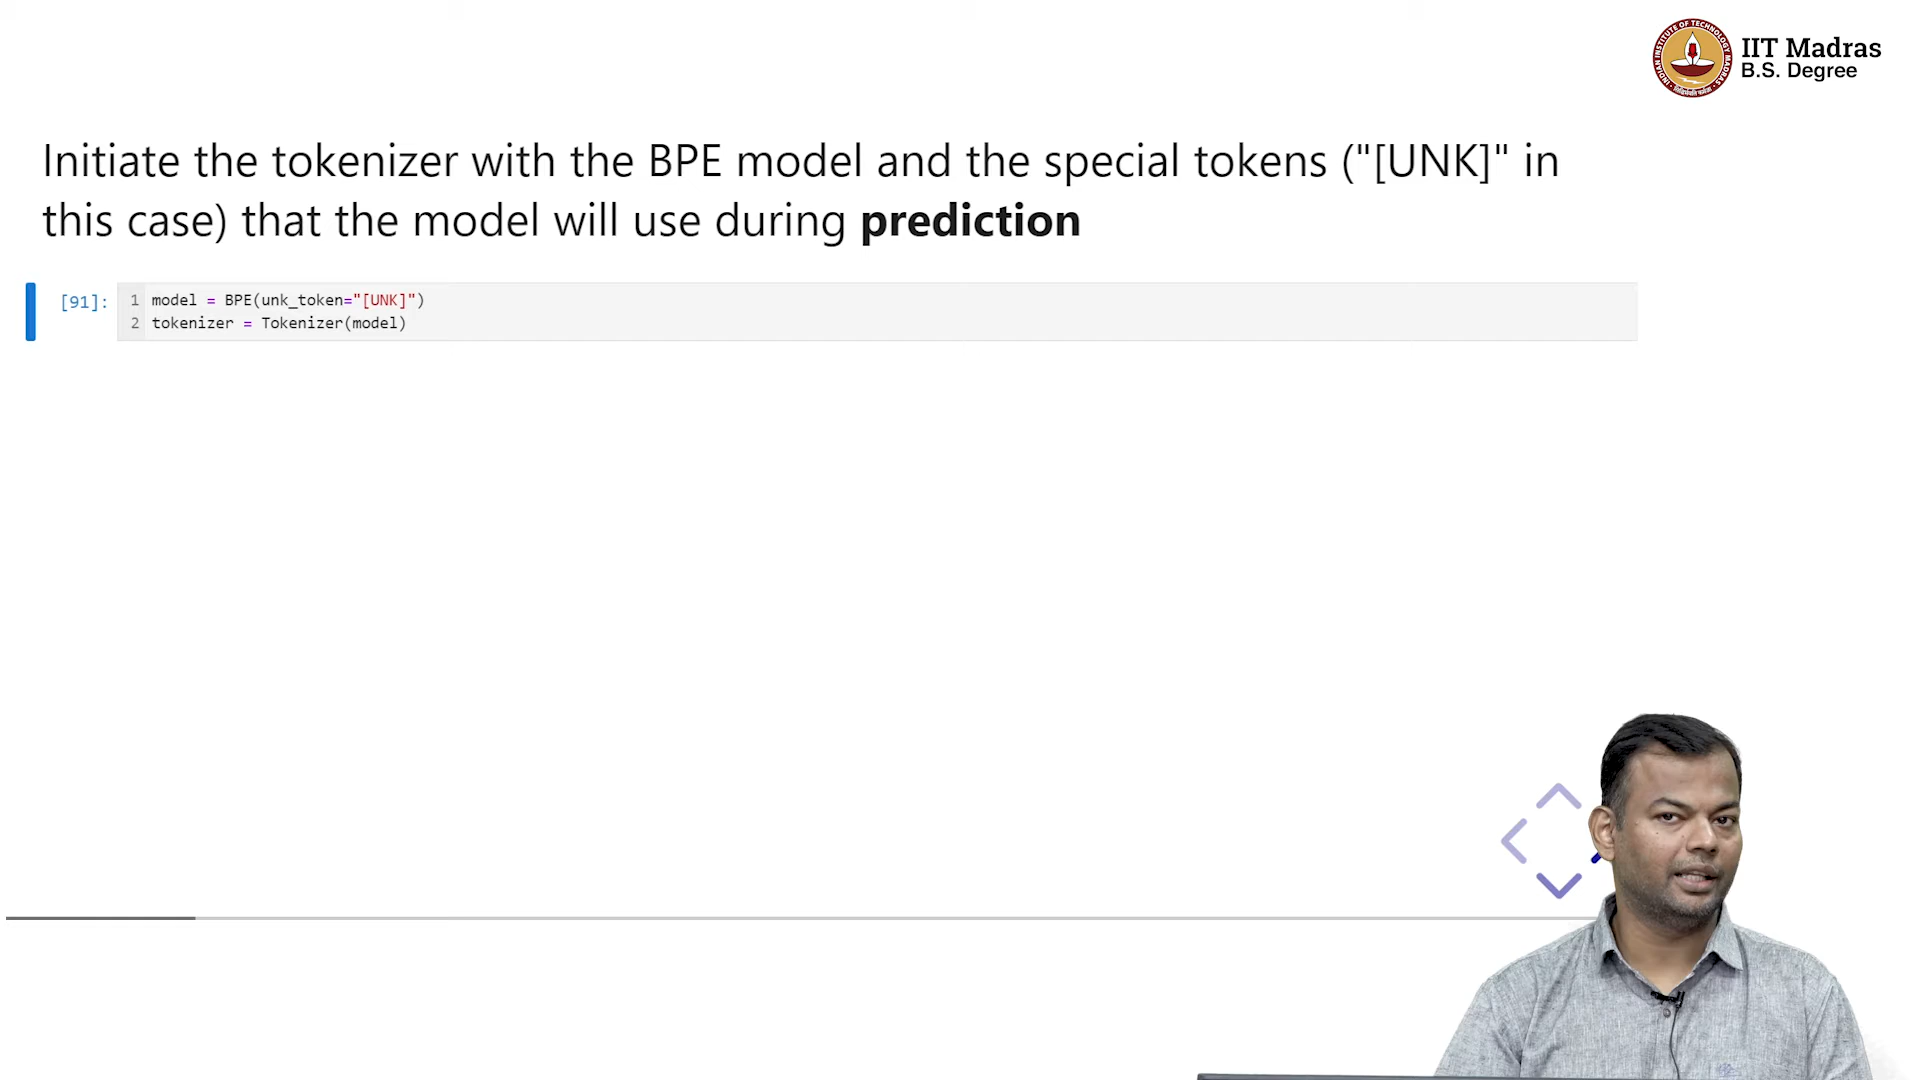 IIT Madras
B.S. Degree
Initiate the tokenizer with the BPE model and the special tokens ("[UNK]" in
this case) that the model will use during prediction
[91]:
1 model = BPE(unk_token="[UNK]")
2 tokenizer = Tokenizer(model)